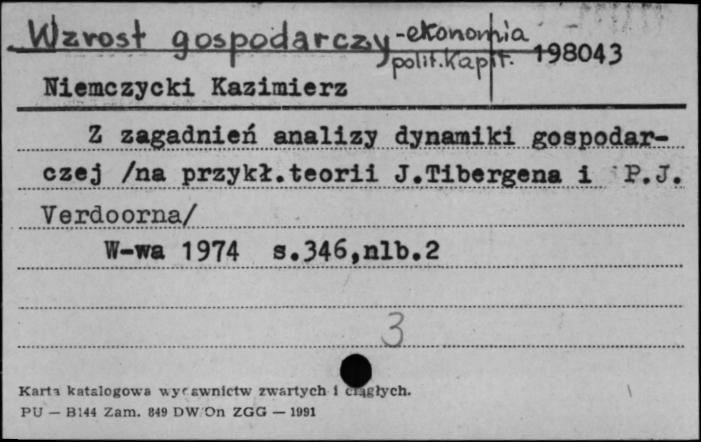 Wzrost gospodarczy - ekonomia
polit. Kapit. 198043
Niemczycki Kazimierz
Z zagadnień analizy dynamiki gospodar-
czej /na przykł.teorii J.Tibergena i P.J.
Verdoorna/
W-wa 1974 s.346,nlb.2
3
Karta katalogowa wydawnictw zwartych i ciągłych.
PU — B144 Zam. 849 DW/On ZGG — 1991